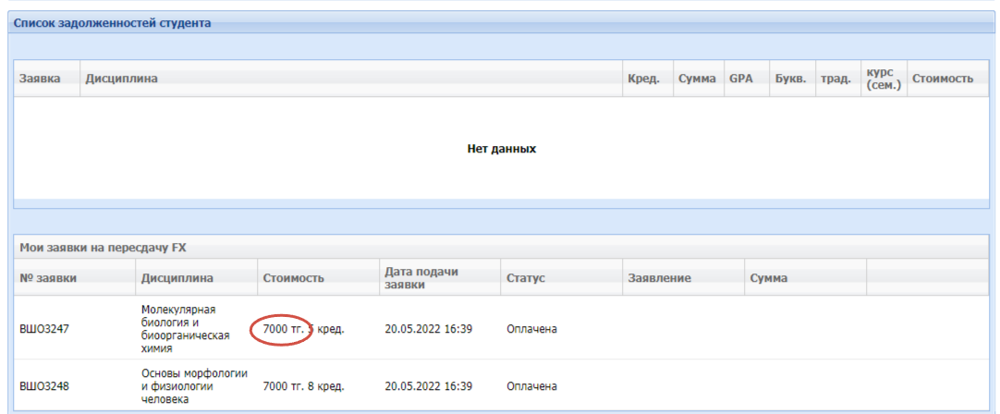 Список задолженностей студента
Заявка Дисциплина Кред. Сумма GPA Букв. трад. курс (сем.) Стоимость
Нет данных
Мои заявки на пересдачу FX
№ заявки Дисциплина Стоимость Дата подачи заявки Статус Заявление Сумма
ВШО3247 Молекулярная биология и биоорганическая химия 7000 тг. 5 кред. 20.05.2022 16:39 Оплачена
ВШО3248 Основы морфологии и физиологии человека 7000 тг. 8 кред. 20.05.2022 16:39 Оплачена